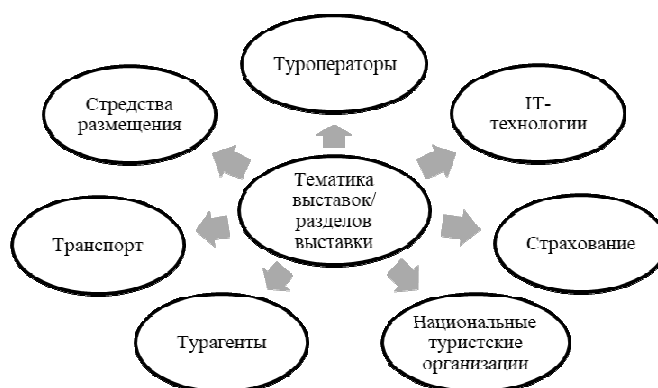 Туроператоры
Стредства
размещения
IT-
технологии
Тематика
выставок/
разделов
выставки
Транспорт
Страхование
Турагенты
Национальные
туристские
организации